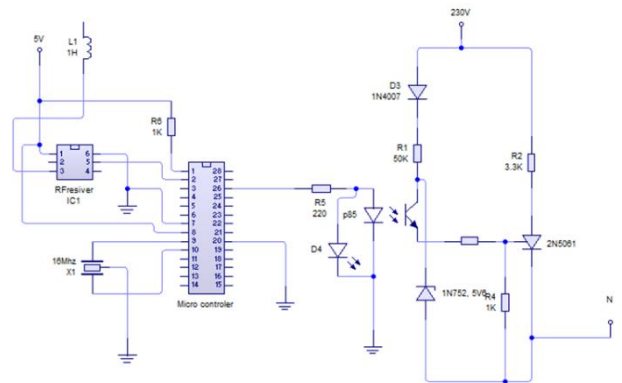 230V
5V
L1
1H
D3
1N4007
R6
1K
R1
50K
R2
3.3K
1 6
2 5
3 4
RFresiver
IC1
1 28
2 27
3 26
4 25
5 24
6 23
7 22
8 21
9 20
10 19
11 18
12 17
13 16
14 15
Micro controler
R5
220
p85
D4
2N5061
16Mhz
X1
1N752, 5V6
R4
1K
N